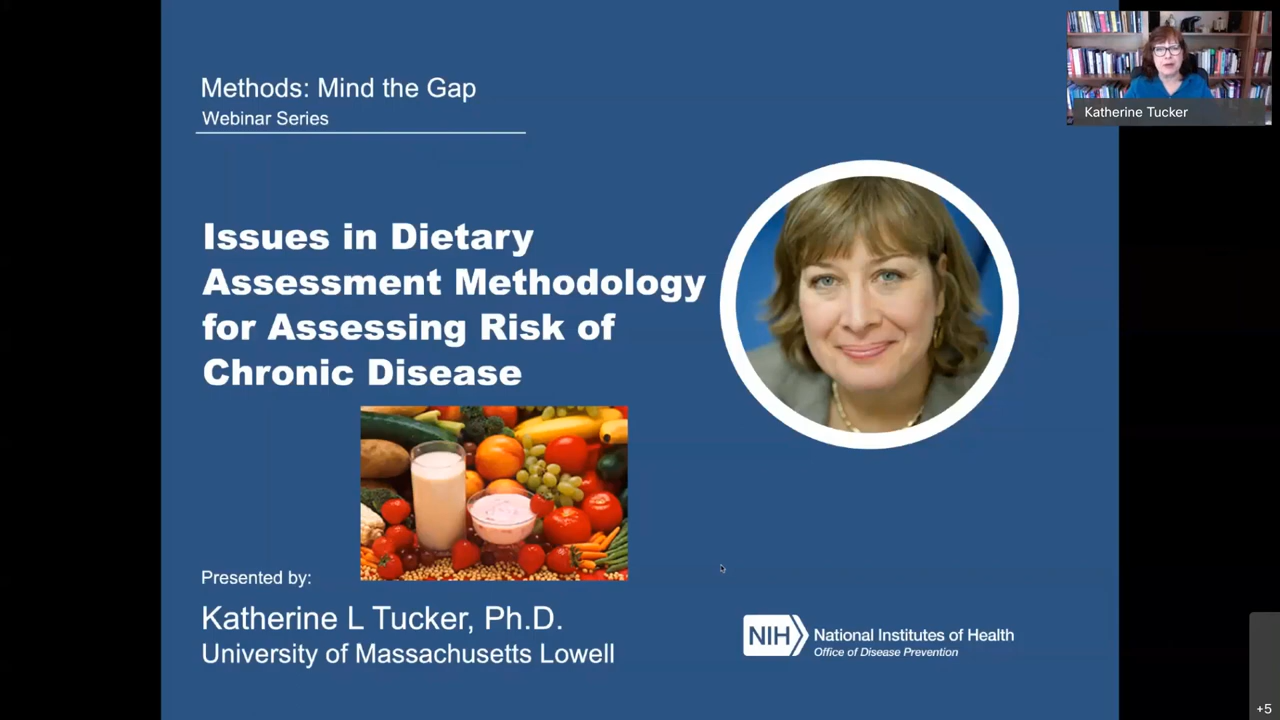 Methods: Mind the Gap
Webinar Series
Katherine Tucker
Issues in Dietary
Assessment Methodology
for Assessing Risk of
Chronic Disease
Presented by:
Katherine L Tucker, Ph.D.
University of Massachusetts Lowell
NIH National Institutes of Health
Office of Disease Prevention
+5